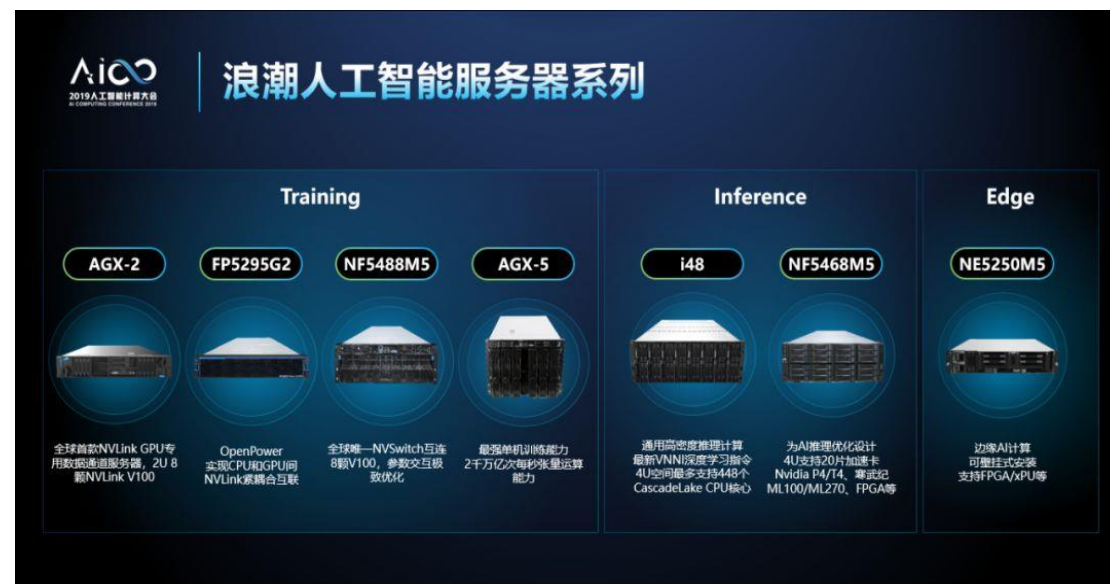 AiCC
2019人工智能计算大会
AI COMPUTING CONFERENCE 2019
浪潮人工智能服务器系列
Training
AGX-2
全球首款NVLink GPU专
用数据通道服务器，2U 8
颗NVLink V100
FP5295G2
OpenPower
实现CPU和GPU间
NVLink紧耦合互联
NF5488M5
全球唯一NVSwitch互连
8颗V100，参数交互极
致优化
AGX-5
最强单机训练能力
2千万亿次每秒张量运算
能力
Inference
i48
通用高密度推理计算
最新VNNI深度学习指令
4U空间最多支持448个
CascadeLake CPU核心
NF5468M5
为AI推理优化设计
4U支持20片加速卡
Nvidia P4/T4、寒武纪
ML100/ML270、FPGA等
Edge
NE5250M5
边缘AI计算
可壁挂式安装
支持FPGA/xPU等